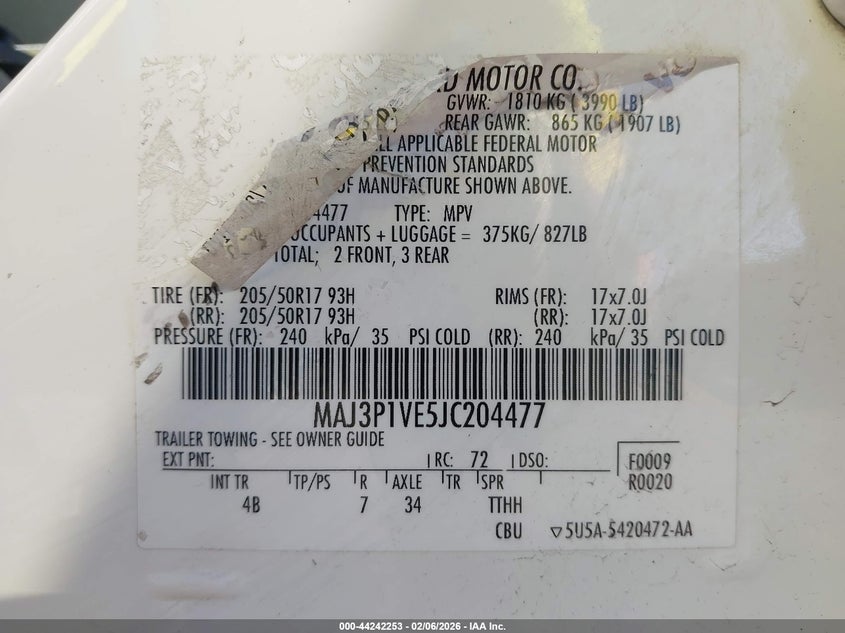 D MOTOR CO.
GVWR: 1810 KG ( 3990 LB)
REAR GAWR: 865 KG ( 1907 LB)
LL APPLICABLE FEDERAL MOTOR
PREVENTION STANDARDS
OF MANUFACTURE SHOWN ABOVE.
4477 TYPE: MPV
OCCUPANTS + LUGGAGE = 375KG/ 827LB
TOTAL; 2 FRONT, 3 REAR
TIRE (FR): 205/50R17 93H RIMS (FR): 17x7.0J
(RR): 205/50R17 93H (RR): 17x7.0J
PRESSURE (FR): 240 kPa/ 35 PSI COLD (RR): 240 kPa/ 35 PSI COLD
MAJ3P1VE5JC204477
TRAILER TOWING - SEE OWNER GUIDE
EXT PNT: RC: 72 DSO: F0009
R0020
INT TR TP/PS R AXLE TR SPR
4B 7 34 TTHH
CBU ▽5U5A-5420472-AA
000-44242253 - 02/06/2026 - IAA Inc.